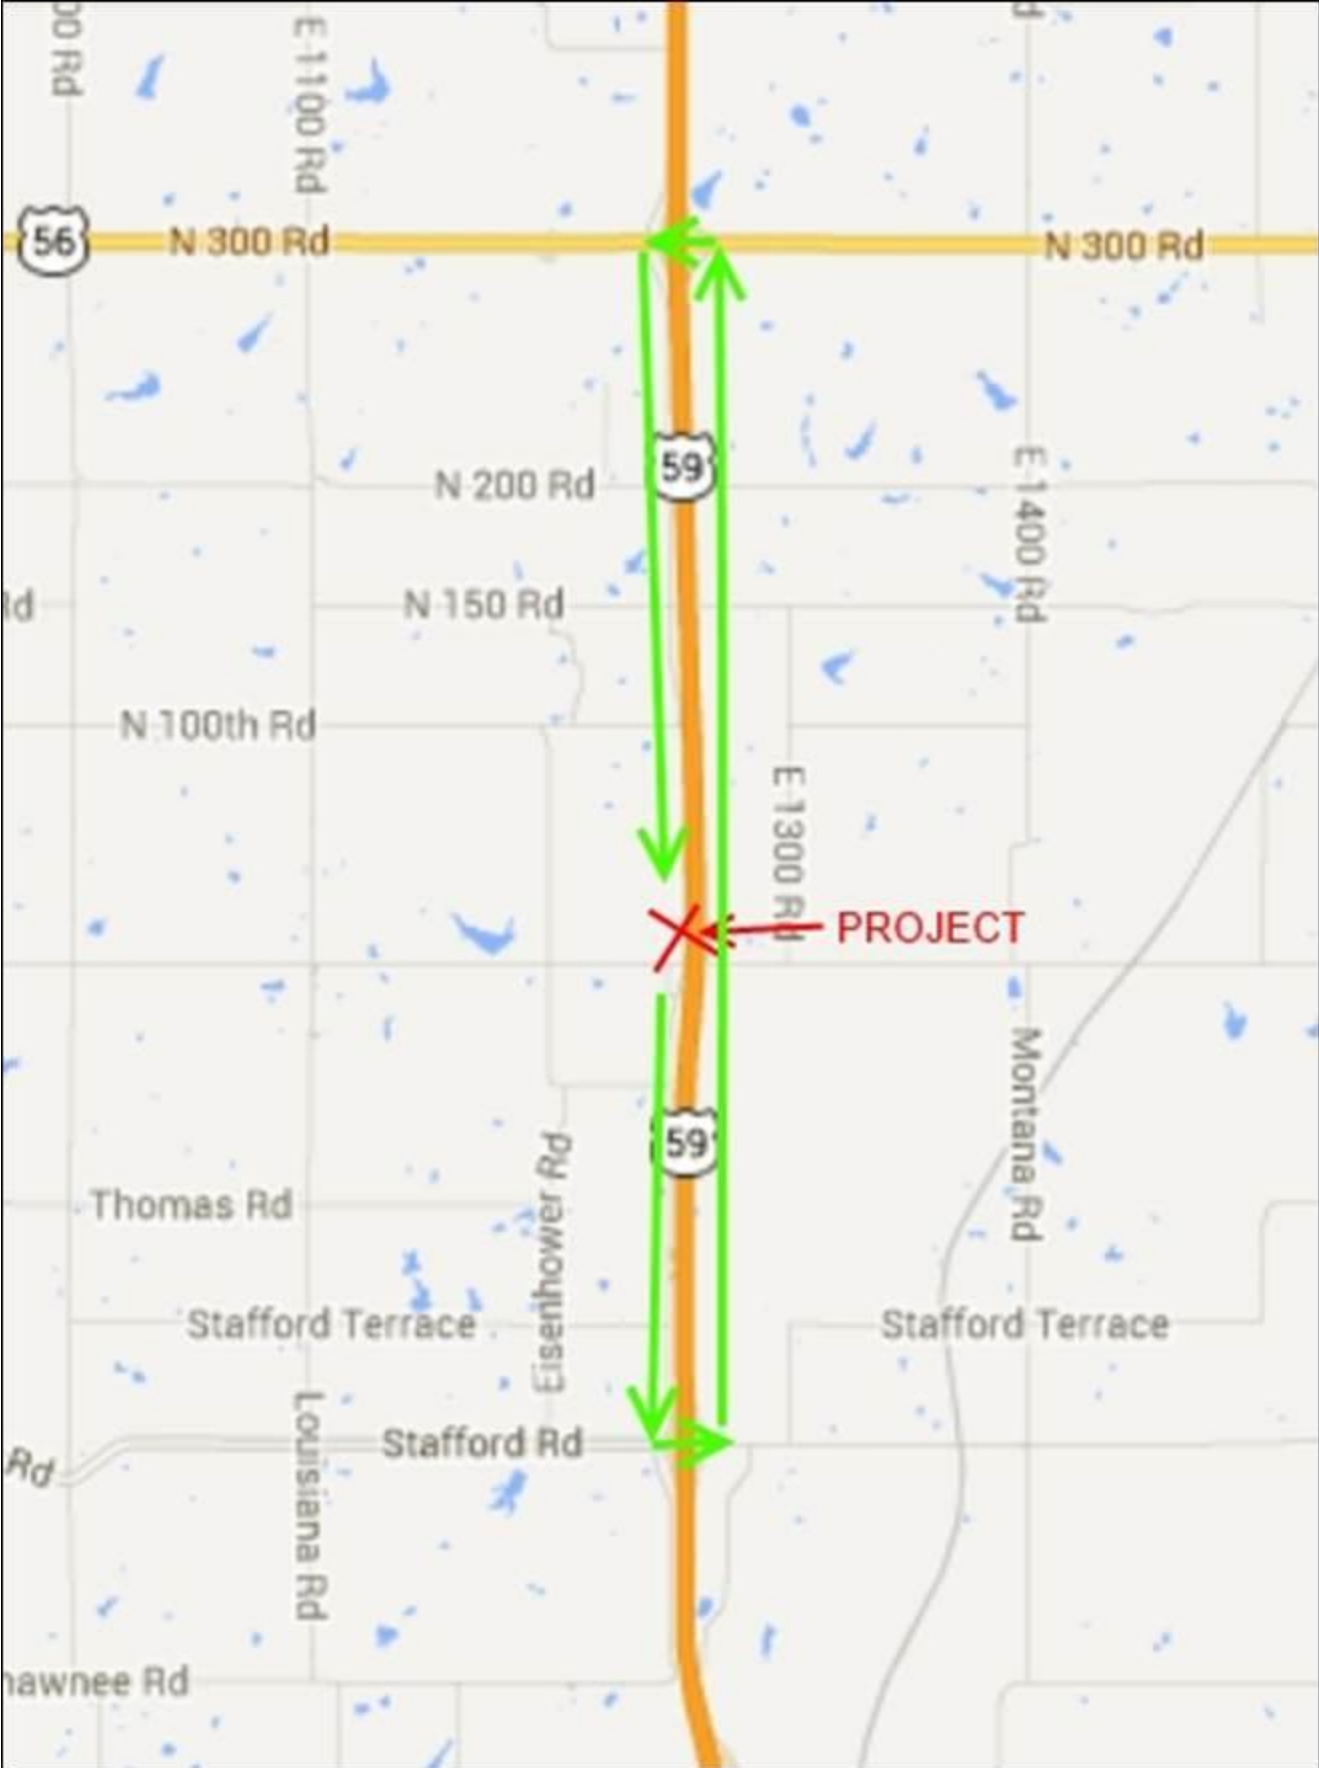 00 Rd
E 1100 Rd
d
56
N 300 Rd
N 300 Rd
59
N 200 Rd
E 1400 Rd
Rd
N 150 Rd
N 100th Rd
E 1300 Rd
PROJECT
Montana Rd
59
Eisenhower Rd
Thomas Rd
Stafford Terrace
Stafford Terrace
Louisiana Rd
Stafford Rd
Rd
hawnee Rd